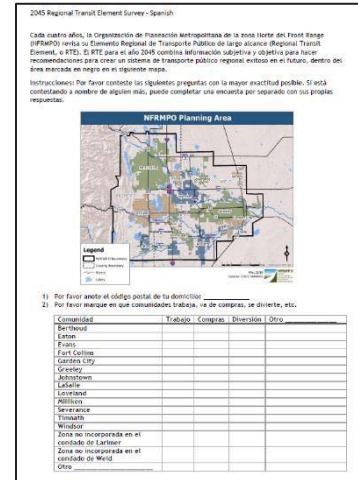 2045 Regional Transit Element Survey - Spanish
Cada cuatro años, la Organización de Planeación Metropolitana de la zona Norte del Front Range
(NFRMPO) revisa su Elemento Regional de Transporte Público de largo alcance (Regional Transit
Element, o RTE). El RTE para el año 2045 combina información subjetiva y objetiva para hacer
recomendaciones para crear un sistema de transporte público regional exitoso en el futuro, dentro del
área marcada en negro en el siguiente mapa.
Instrucciones: Por favor conteste las siguientes preguntas con la mayor exactitud posible. Si está
contestando a nombre de alguien más, puede completar una encuesta por separado con sus propias
respuestas.
NFRMPO Planning Area
Legend
1) Por favor anote el código postal de tu domicilio:
2) Por favor marque en qué comunidades trabaja, va de compras, se divierte, etc.
Comunidad Trabajo Compras Diversión Otro
Berthoud
Eaton
Evans
Fort Collins
Garden City
Greeley
Johnstown
LaSalle
Loveland
Milliken
Severance
Timnath
Windsor
Zona no incorporada en el
condado de Larimer
Zona no incorporada en el
condado de Weld
Otro